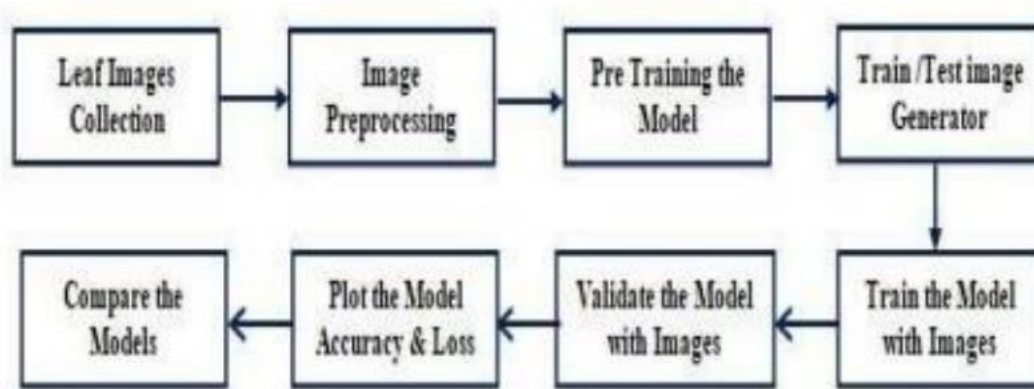 Leaf Images
Collection
Image
Preprocessing
Pre Training the
Model
Train /Test image
Generator
Train the Model
with Images
Validate the Model
with Images
Plot the Model
Accuracy & Loss
Compare the
Models